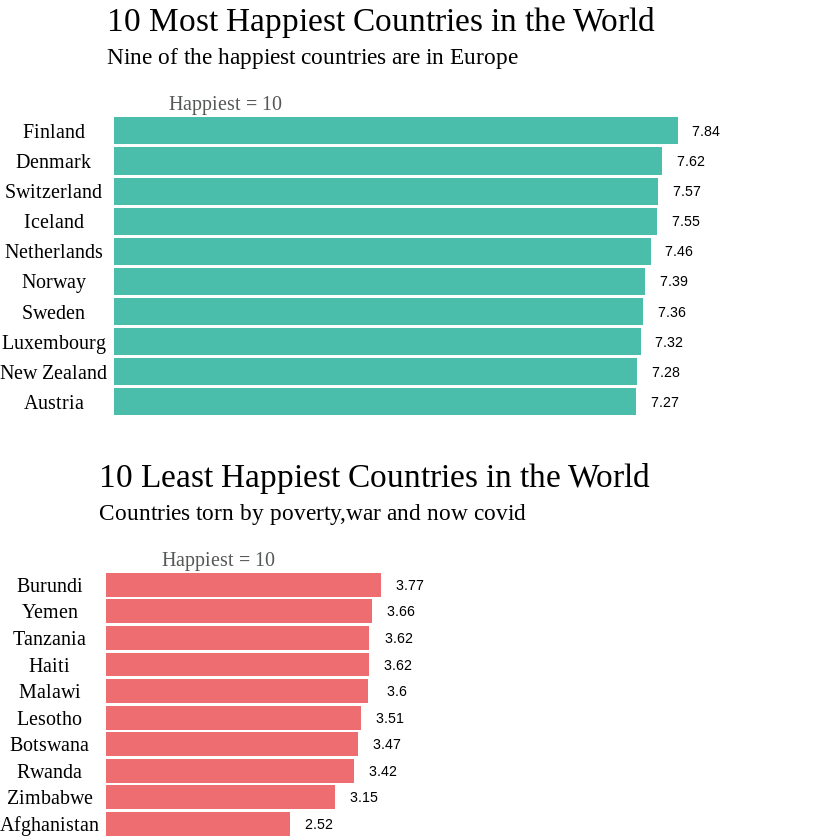 10 Most Happiest Countries in the World
Nine of the happiest countries are in Europe
Happiest = 10
Finland 7.84
Denmark 7.62
Switzerland 7.57
Iceland 7.55
Netherlands 7.46
Norway 7.39
Sweden 7.36
Luxembourg 7.32
New Zealand 7.28
Austria 7.27
10 Least Happiest Countries in the World
Countries torn by poverty,war and now covid
Happiest = 10
Burundi 3.77
Yemen 3.66
Tanzania 3.62
Haiti 3.62
Malawi 3.6
Lesotho 3.51
Botswana 3.47
Rwanda 3.42
Zimbabwe 3.15
Afghanistan 2.52